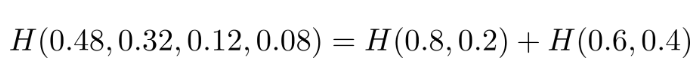 H(0.48, 0.32, 0.12, 0.08) = H(0.8, 0.2) + H(0.6, 0.4)